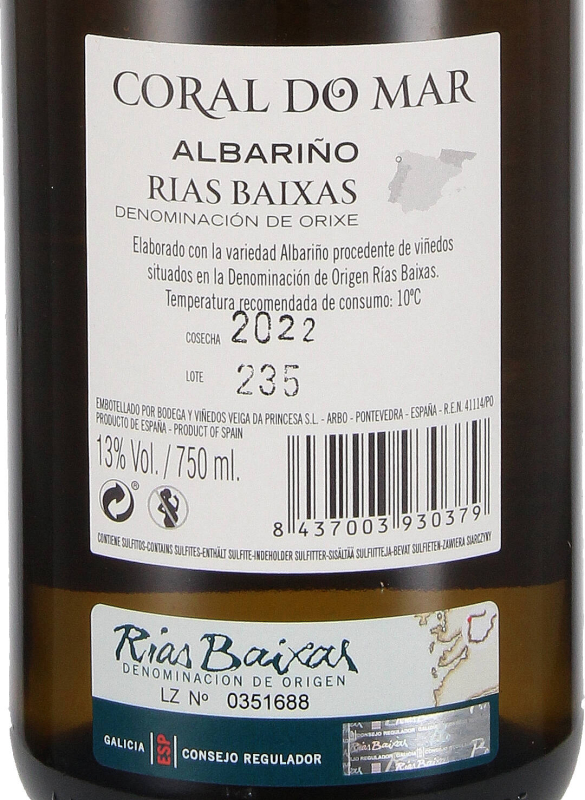 CORAL DO MAR
ALBARIÑO
RIAS BAIXAS
DENOMINACIÓN DE ORIXE
Elaborado con la variedad Albariño procedente de viñedos
situados en la Denominación de Origen Rías Baixas.
Temperatura recomendada de consumo: 10ºC
COSECHA 2022
LOTE 235
EMBOTELLADO POR BODEGA Y VIÑEDOS VEIGA DA PRINCESA S.L. - ARBO - PONTEVEDRA - ESPAÑA - R.E.N. 41114/PO
PRODUCTO DE ESPAÑA - PRODUCT OF SPAIN
13% Vol. / 750 ml.
8 437003 930379
CONTIENE SULFITOS-CONTAINS SULFITES-ENTHÄLT SULFITE-INDEHOLDER SULFITTER-SISÄLTÄÄ SULFIITTEJA-BEVAT SULFIETEN-ZAWIERA SIARCZYNY
Rías Baixas
DENOMINACION DE ORIGEN
LZ Nº 0351688
GALICIA ESP CONSEJO REGULADOR